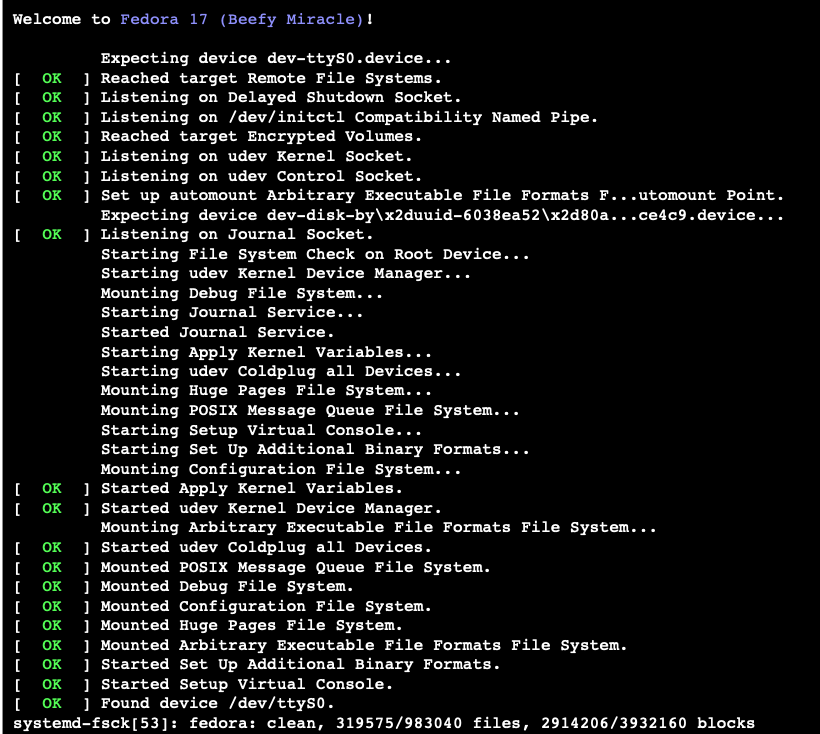 Welcome to Fedora 17 (Beefy Miracle)!
Expecting device dev-ttyS0.device...
[  OK  ] Reached target Remote File Systems.
[  OK  ] Listening on Delayed Shutdown Socket.
[  OK  ] Listening on /dev/initctl Compatibility Named Pipe.
[  OK  ] Reached target Encrypted Volumes.
[  OK  ] Listening on udev Kernel Socket.
[  OK  ] Listening on udev Control Socket.
[  OK  ] Set up automount Arbitrary Executable File Formats F...utomount Point.
Expecting device dev-disk-by\x2duuid-6038ea52\x2d80a...ce4c9.device...
[  OK  ] Listening on Journal Socket.
Starting File System Check on Root Device...
Starting udev Kernel Device Manager...
Mounting Debug File System...
Starting Journal Service...
Started Journal Service.
Starting Apply Kernel Variables...
Starting udev Coldplug all Devices...
Mounting Huge Pages File System...
Mounting POSIX Message Queue File System...
Starting Setup Virtual Console...
Starting Set Up Additional Binary Formats...
Mounting Configuration File System...
[  OK  ] Started Apply Kernel Variables.
[  OK  ] Started udev Kernel Device Manager.
Mounting Arbitrary Executable File Formats File System...
[  OK  ] Started udev Coldplug all Devices.
[  OK  ] Mounted POSIX Message Queue File System.
[  OK  ] Mounted Debug File System.
[  OK  ] Mounted Configuration File System.
[  OK  ] Mounted Huge Pages File System.
[  OK  ] Mounted Arbitrary Executable File Formats File System.
[  OK  ] Started Set Up Additional Binary Formats.
[  OK  ] Started Setup Virtual Console.
[  OK  ] Found device /dev/ttyS0.
systemd-fsck[53]: fedora: clean, 319575/983040 files, 2914206/3932160 blocks